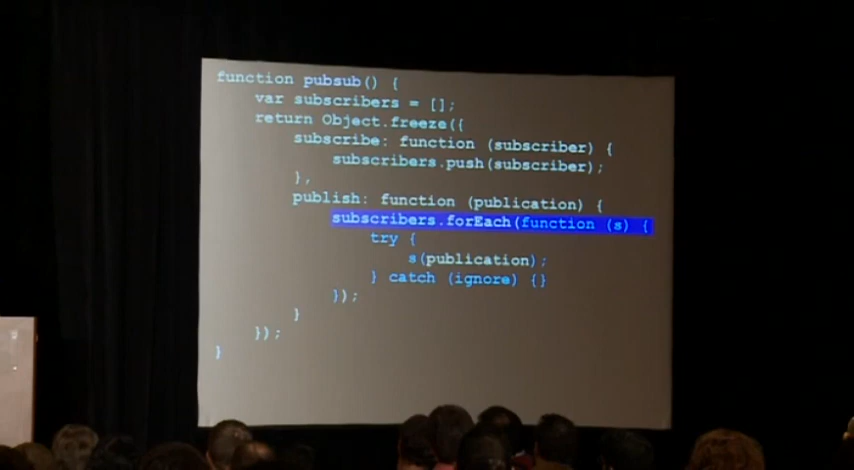 function pubsub() {
    var subscribers = [];
    return Object.freeze({
        subscribe: function (subscriber) {
            subscribers.push(subscriber);
        },
        publish: function (publication) {
            subscribers.forEach(function (s) {
                try {
                    s(publication);
                } catch (ignore) {}
            });
        }
    });
}